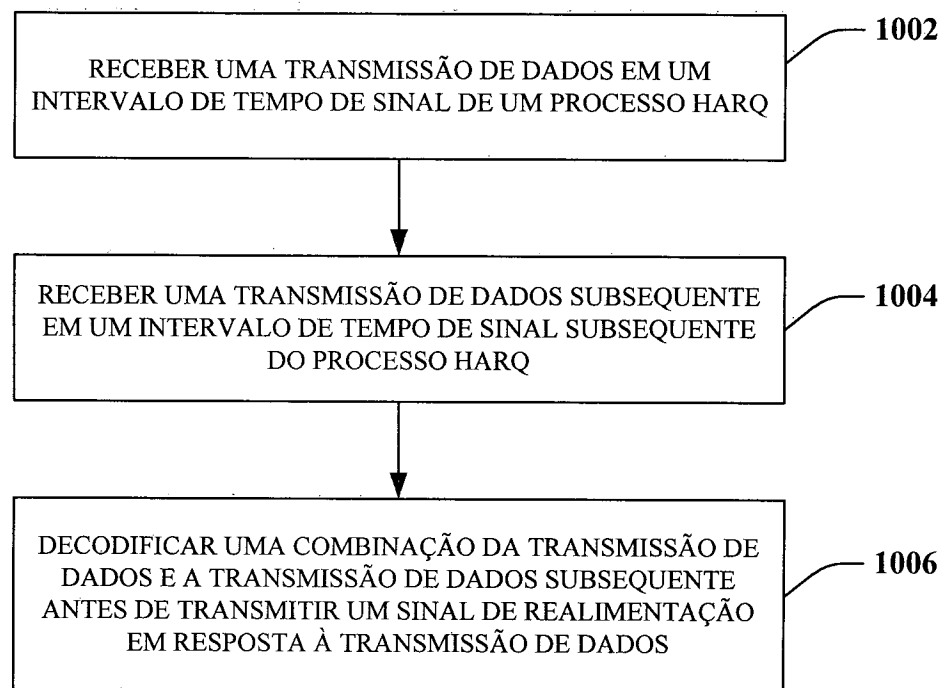 1002
RECEBER UMA TRANSMISSÃO DE DADOS EM UM
INTERVALO DE TEMPO DE SINAL DE UM PROCESSO HARQ
1004
RECEBER UMA TRANSMISSÃO DE DADOS SUBSEQUENTE
EM UM INTERVALO DE TEMPO DE SINAL SUBSEQUENTE
DO PROCESSO HARQ
1006
DECODIFICAR UMA COMBINAÇÃO DA TRANSMISSÃO DE
DADOS E A TRANSMISSÃO DE DADOS SUBSEQUENTE
ANTES DE TRANSMITIR UM SINAL DE REALIMENTAÇÃO
EM RESPOSTA À TRANSMISSÃO DE DADOS